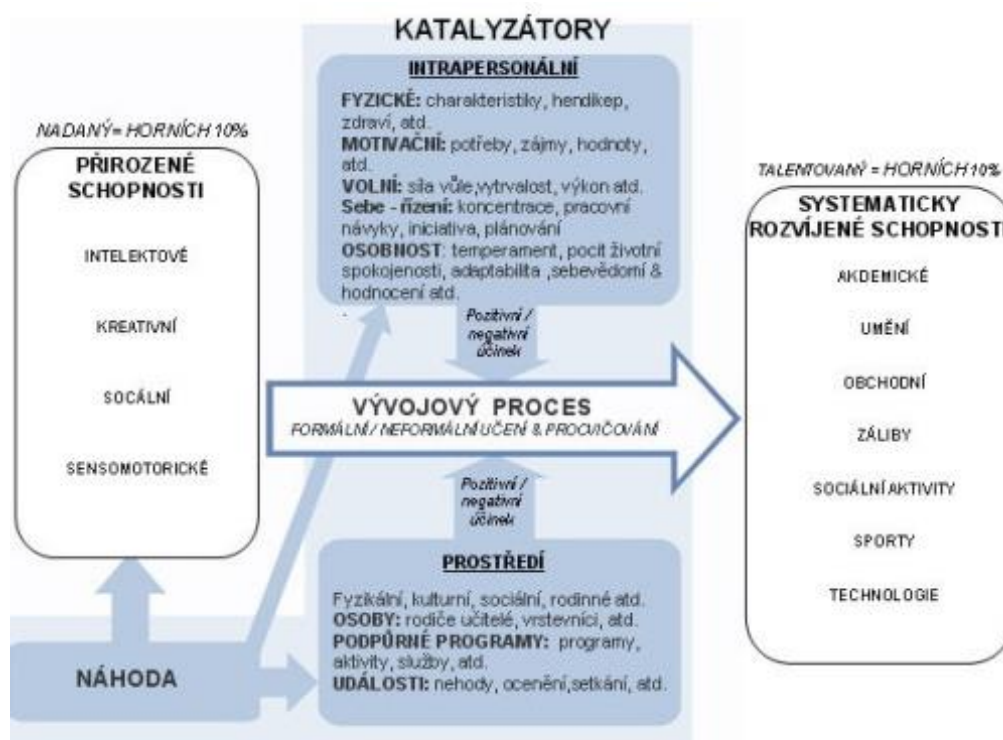 KATALYZÁTORY
INTRAPERSONÁLNÍ
FYZICKÉ: charakteristiky, hendikep,
zdraví, atd.
MOTIVAČNÍ: potřeby, zájmy, hodnoty,
atd.
VOLNÍ: síla vůle,vytrvalost, výkon atd.
Sebe - řízení: koncentrace, pracovní
návyky, iniciativa, plánování
OSOBNOST: temperament, pocit životní
spokojenosti, adaptabilita ,sebevědomí &
hodnocení atd.
.
NADANÝ= HORNÍCH 10%
PŘIROZENÉ
SCHOPNOSTI
INTELEKTOVÉ
KREATIVNÍ
SOCÁLNÍ
SENSOMOTORICKÉ
Pozitivní /
negativní
účinek
VÝVOJOVÝ PROCES
FORMÁLNÍ / NEFORMÁLNÍ UČENÍ & PROCVIČOVÁNÍ
Pozitivní /
negativní
účinek
PROSTŘEDÍ
Fyzikální, kulturní, sociální, rodinné atd.
OSOBY: rodiče učitelé, vrstevníci, atd.
PODPŮRNÉ PROGRAMY: programy,
aktivity, služby, atd.
UDÁLOSTI: nehody, ocenění,setkání, atd.
NÁHODA
TALENTOVANÝ = HORNÍCH 10%
SYSTEMATICKY
ROZVÍJENÉ SCHOPNOSTI
AKDEMICKÉ
UMĚNÍ
OBCHODNÍ
ZÁLIBY
SOCIÁLNÍ AKTIVITY
SPORTY
TECHNOLOGIE